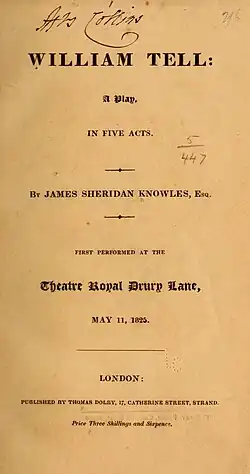 WILLIAM TELL:
A Play,
IN FIVE ACTS.
5
447
BY JAMES SHERIDAN KNOWLES, ESQ.
FIRST PERFORMED AT THE
Theatre Royal Drury Lane,
MAY 11, 1825.
LONDON:
PUBLISHED BY THOMAS DOLBY, 17, CATHERINE STREET, STRAND.
Price Three Shillings and Sixpence.